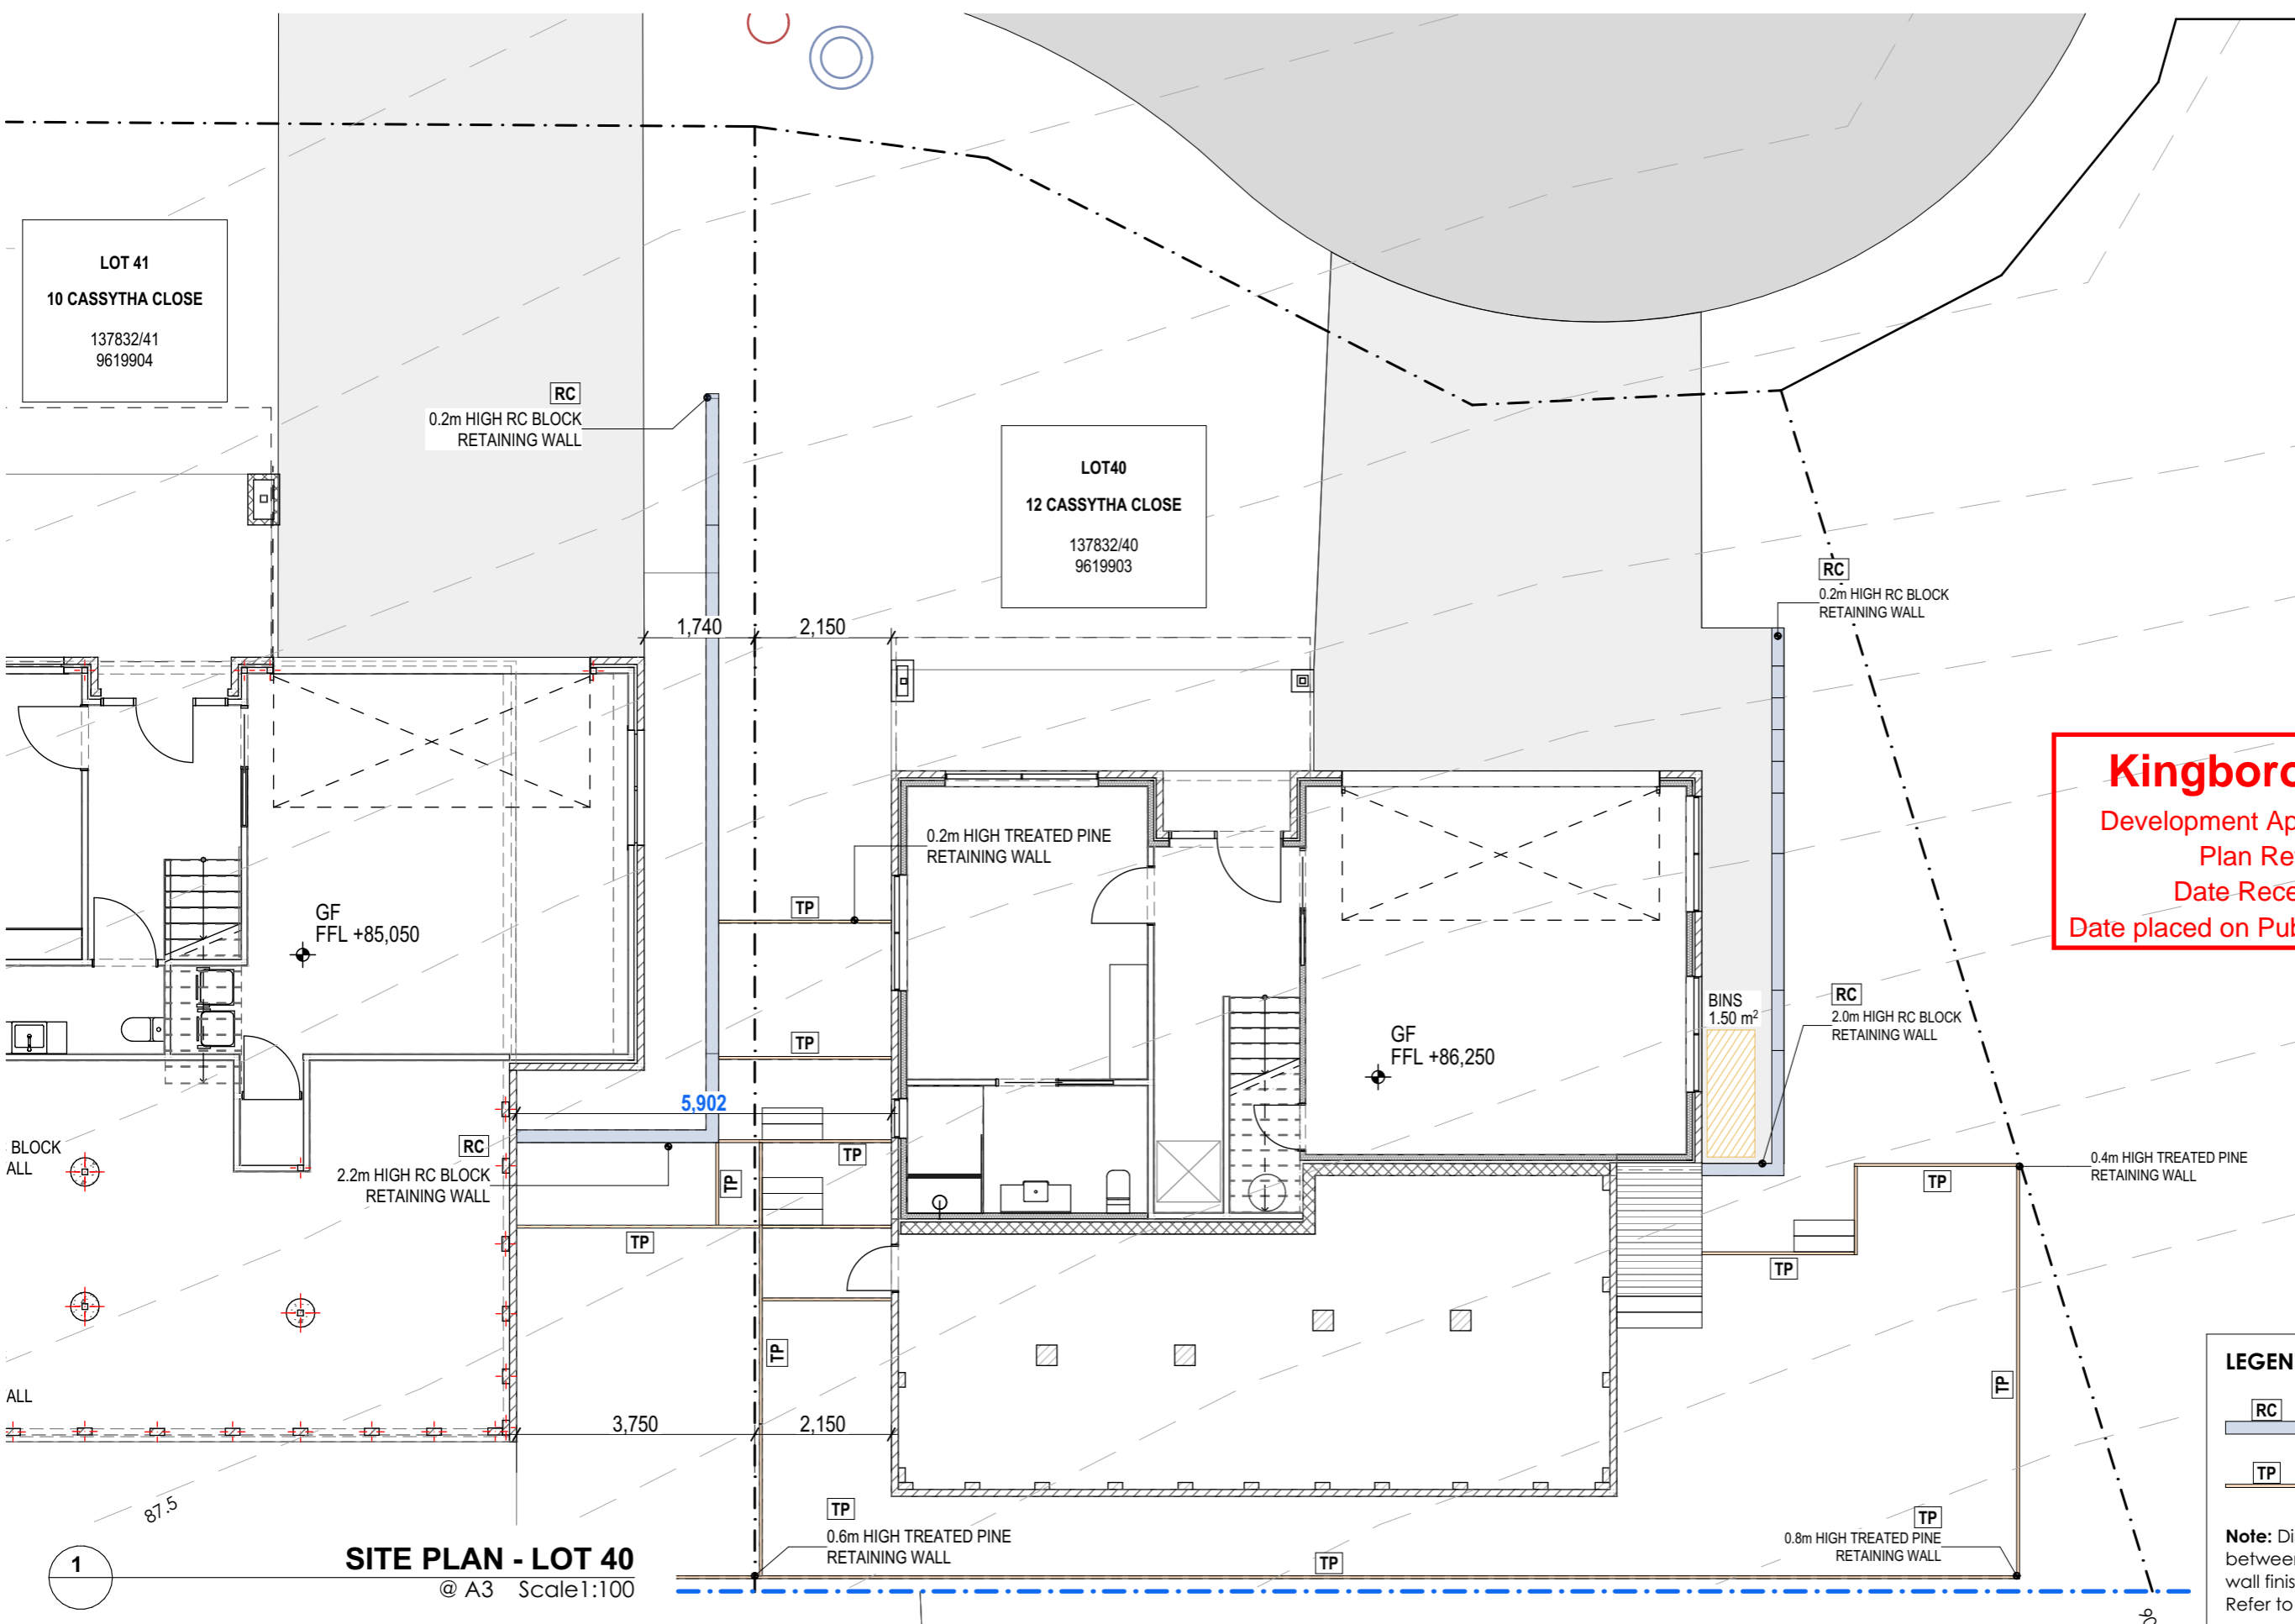 LOT 41
10 CASSYTHA CLOSE
137832/41
9619904
RC
0.2m HIGH RC BLOCK
RETAINING WALL
LOT40
12 CASSYTHA CLOSE
137832/40
9619903
RC
0.2m HIGH RC BLOCK
RETAINING WALL
1,740
2,150
Kingboro
Development Ap
Plan Re
Date Rece
Date placed on Pub
0.2m HIGH TREATED PINE
RETAINING WALL
TP
GF
FFL +85,050
TP
BINS
1.50 m²
RC
2.0m HIGH RC BLOCK
RETAINING WALL
GF
FFL +86,250
5,902
BLOCK
ALL
RC
2.2m HIGH RC BLOCK
RETAINING WALL
TP
TP
TP
0.4m HIGH TREATED PINE
RETAINING WALL
TP
TP
TP
TP
ALL
3,750
2,150
87.5
TP
0.6m HIGH TREATED PINE
RETAINING WALL
TP
TP
0.8m HIGH TREATED PINE
RETAINING WALL
LEGEN
RC
TP
Note: Di
between
wall finis
Refer to
1
SITE PLAN - LOT 40
@ A3 Scale1:100